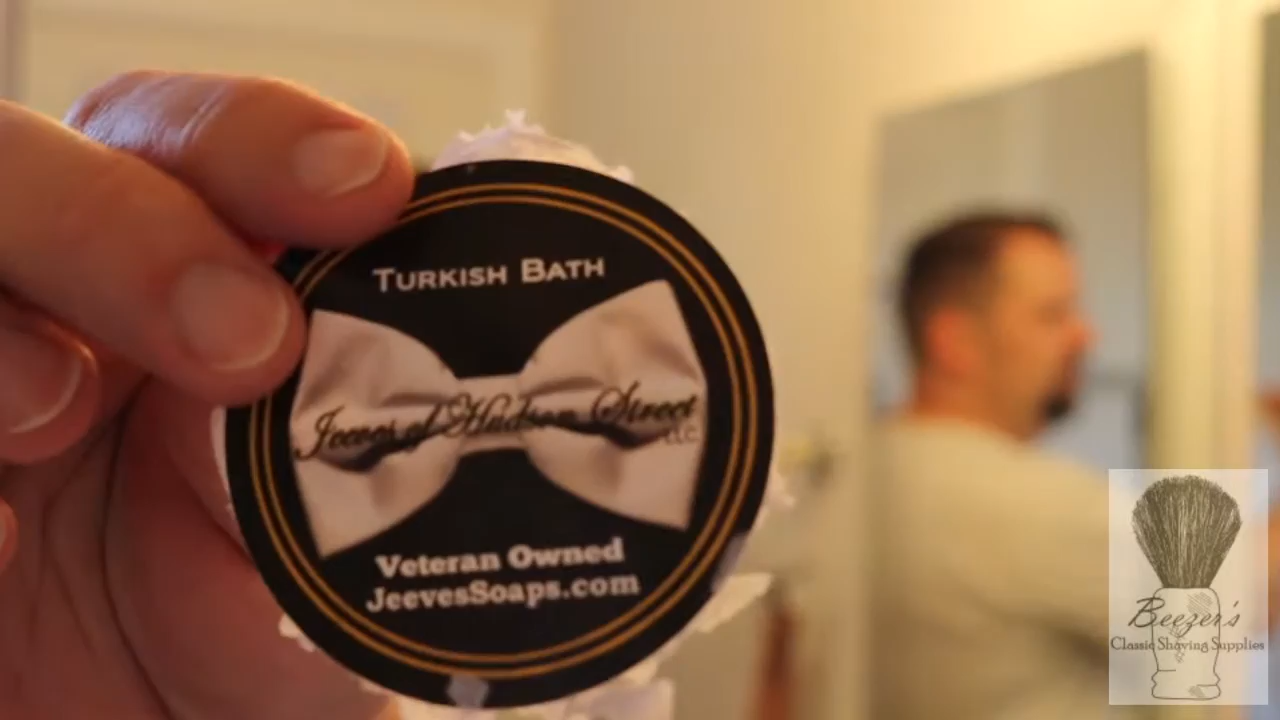 Turkish Bath
Jeeves of Hudson Street
LLC
Veteran Owned
JeevesSoaps.com
Beezer's
Classic Shaving Supplies